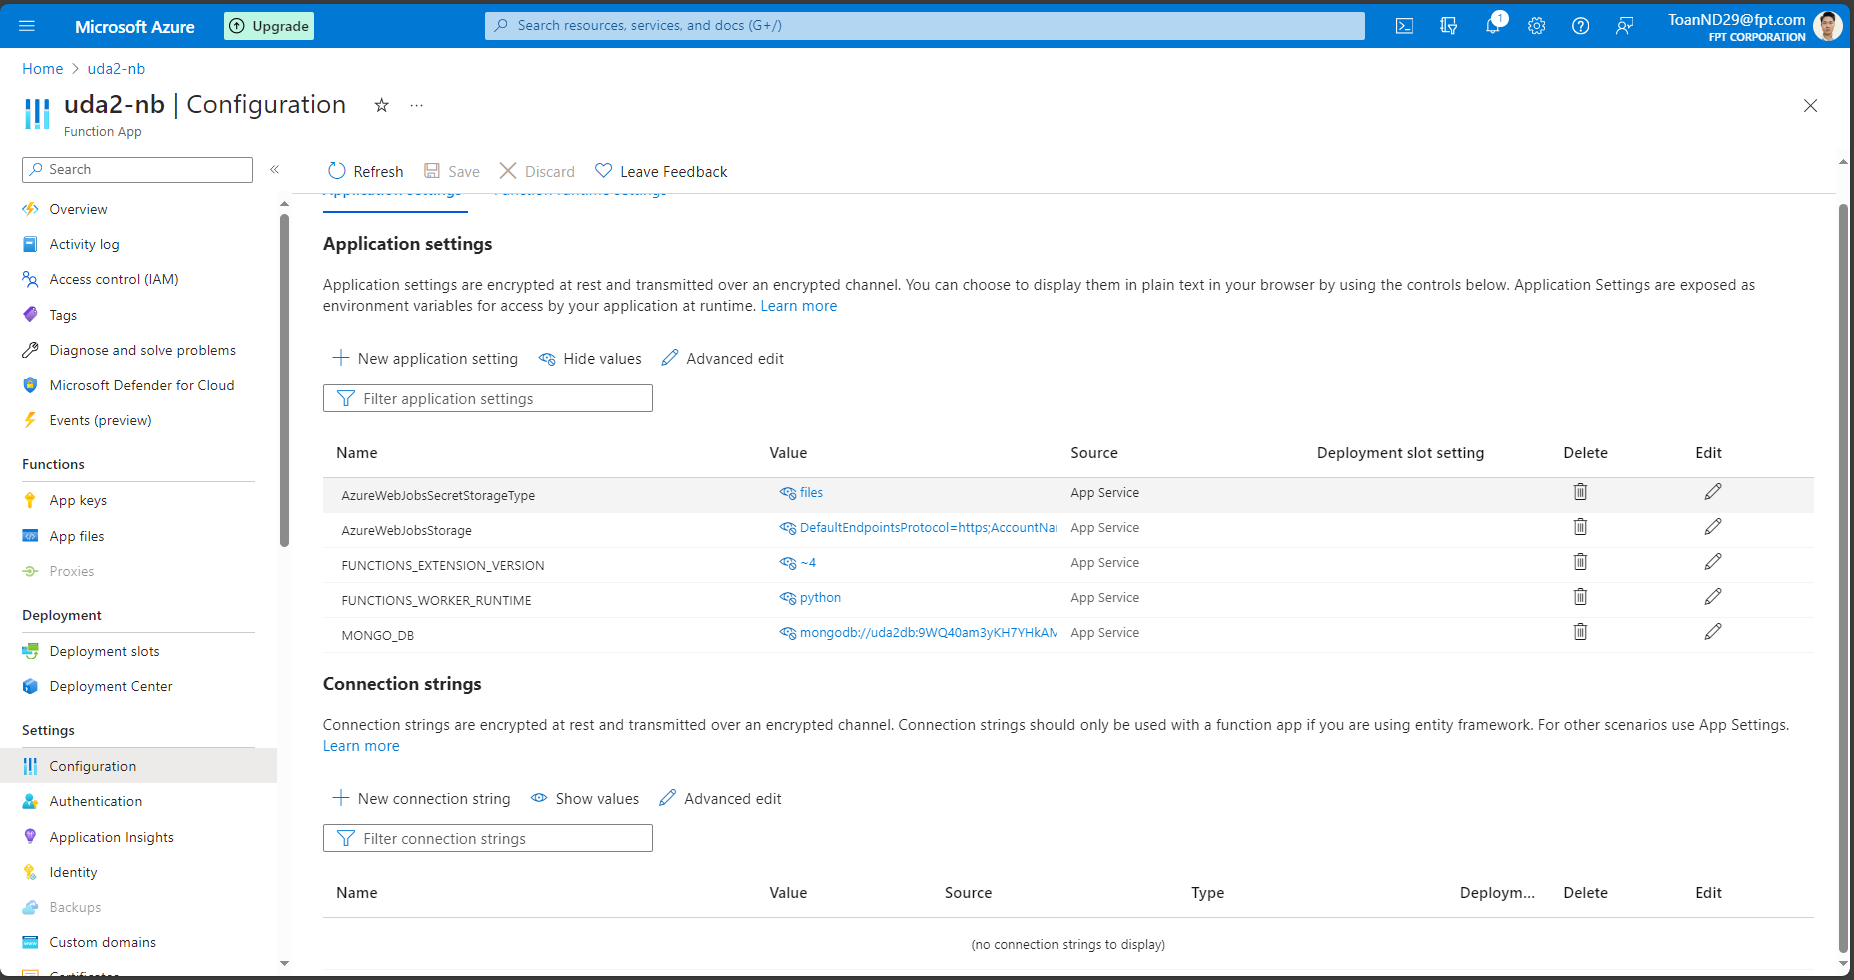 Microsoft Azure
Upgrade
Search resources, services, and docs (G+/)
1
ToanND29@fpt.com
FPT CORPORATION
Home > uda2-nb
uda2-nb | Configuration
Function App
Search
Refresh
Save
Discard
Leave Feedback
Application settings
Function runtime settings
Overview
Activity log
Access control (IAM)
Tags
Diagnose and solve problems
Microsoft Defender for Cloud
Events (preview)
Functions
App keys
App files
Proxies
Deployment
Deployment slots
Deployment Center
Settings
Configuration
Authentication
Application Insights
Identity
Backups
Custom domains
Certificates
Application settings
Application settings are encrypted at rest and transmitted over an encrypted channel. You can choose to display them in plain text in your browser by using the controls below. Application Settings are exposed as
environment variables for access by your application at runtime. Learn more
New application setting
Hide values
Advanced edit
Filter application settings
Name Value Source Deployment slot setting Delete Edit
AzureWebJobsSecretStorageType files App Service
AzureWebJobsStorage DefaultEndpointsProtocol=https;AccountNa App Service
FUNCTIONS_EXTENSION_VERSION ~4 App Service
FUNCTIONS_WORKER_RUNTIME python App Service
MONGO_DB mongodb://uda2db:9WQ40am3yKH7YHkAM App Service
Connection strings
Connection strings are encrypted at rest and transmitted over an encrypted channel. Connection strings should only be used with a function app if you are using entity framework. For other scenarios use App Settings.
Learn more
New connection string
Show values
Advanced edit
Filter connection strings
Name Value Source Type Deploym... Delete Edit
(no connection strings to display)